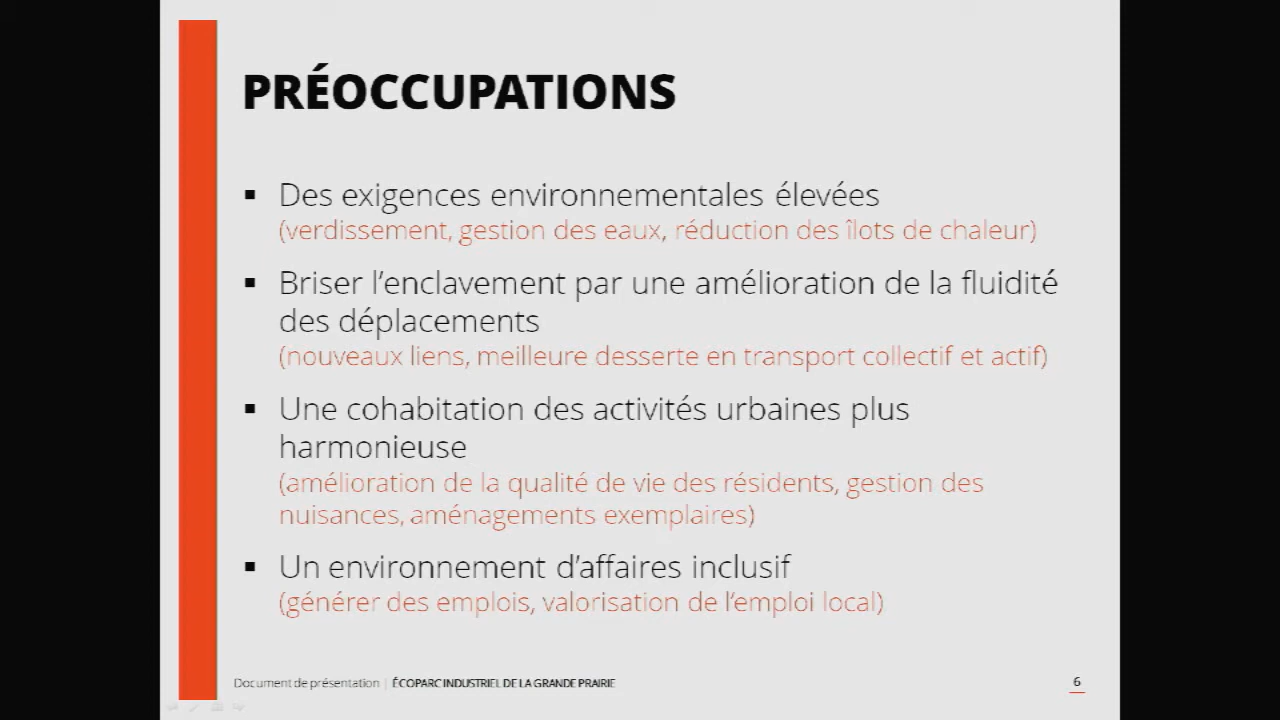 PRÉOCCUPATIONS
▪ Des exigences environnementales élevées
(verdissement, gestion des eaux, réduction des îlots de chaleur)
▪ Briser l’enclavement par une amélioration de la fluidité
des déplacements
(nouveaux liens, meilleure desserte en transport collectif et actif)
▪ Une cohabitation des activités urbaines plus
harmonieuse
(amélioration de la qualité de vie des résidents, gestion des
nuisances, aménagements exemplaires)
▪ Un environnement d’affaires inclusif
(générer des emplois, valorisation de l’emploi local)
Document de présentation | ÉCOPARC INDUSTRIEL DE LA GRANDE PRAIRIE
6